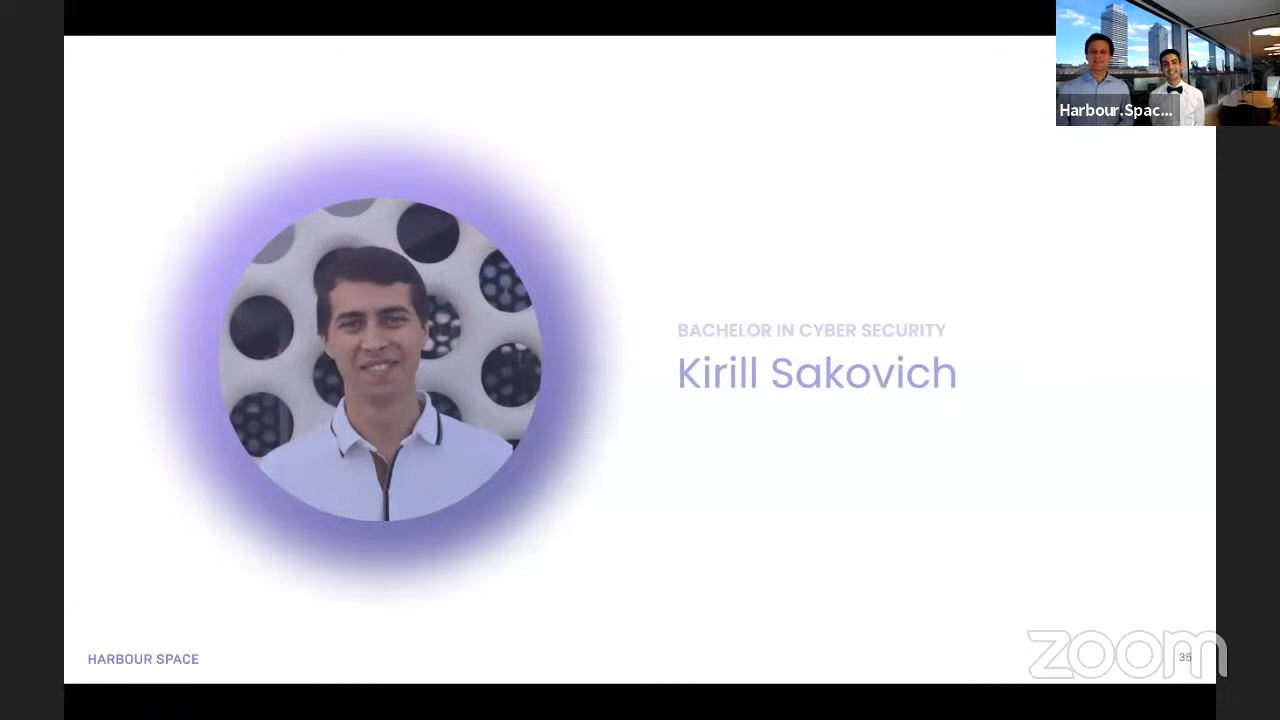 Harbour.Spac...
BACHELOR IN CYBER SECURITY
Kirill Sakovich
HARBOUR SPACE
zoom
35